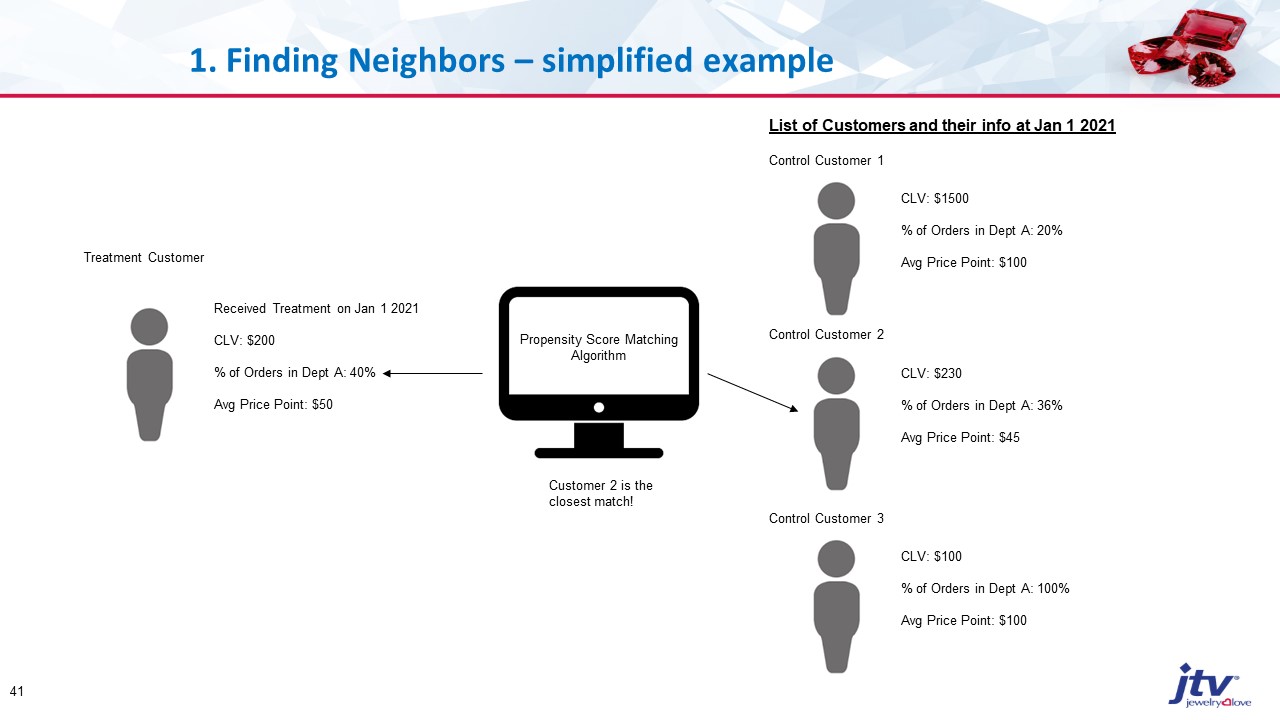 1. Finding Neighbors – simplified example
List of Customers and their info at Jan 1 2021
Treatment Customer
Received Treatment on Jan 1 2021
CLV: $200
% of Orders in Dept A: 40%
Avg Price Point: $50
Propensity Score Matching
Algorithm
Customer 2 is the
closest match!
Control Customer 1
CLV: $1500
% of Orders in Dept A: 20%
Avg Price Point: $100
Control Customer 2
CLV: $230
% of Orders in Dept A: 36%
Avg Price Point: $45
Control Customer 3
CLV: $100
% of Orders in Dept A: 100%
Avg Price Point: $100
41
jtv®
jewelry love